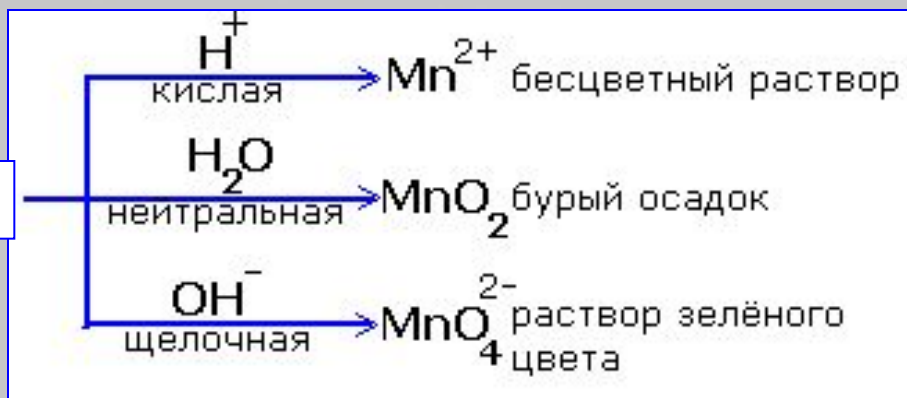 H⁺
кислая
Mn²⁺ бесцветный раствор
H₂O
нейтральная
MnO₂ бурый осадок
OH⁻
щелочная
MnO₄²⁻ раствор зелёного
цвета